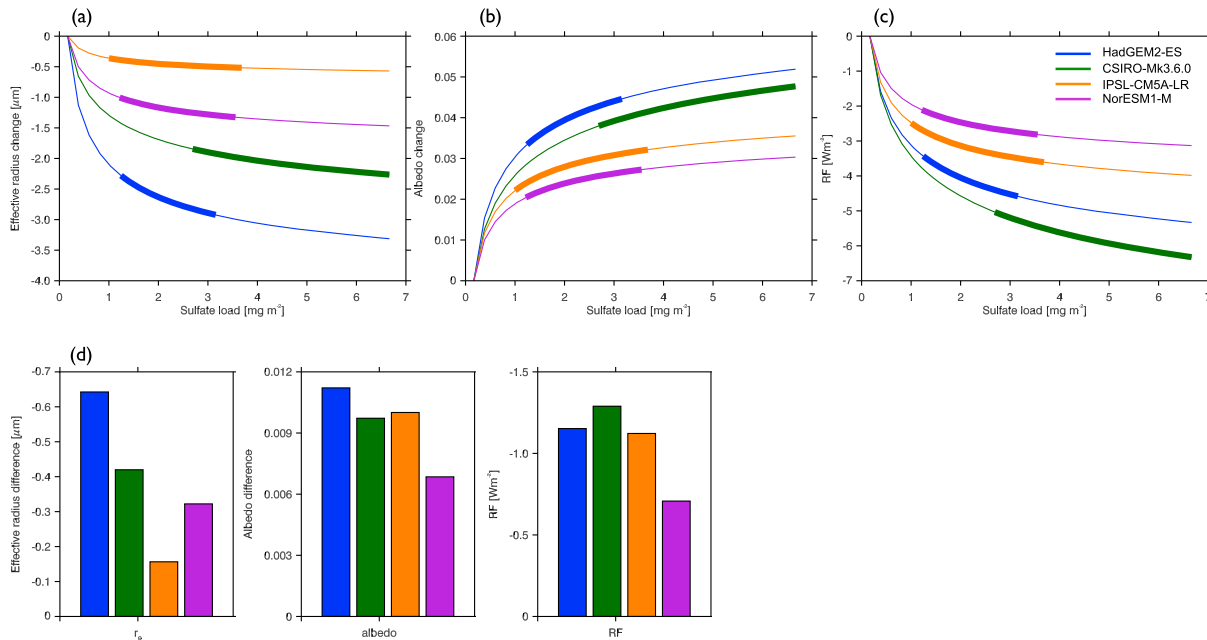 (a)
(b)
(c)
0
-0.5
-1.0
-1.5
-2.0
-2.5
-3.0
-3.5
-4.0
Effective radius change [μm]
0 1 2 3 4 5 6 7
Sulfate load [mg m⁻²]
0.06
0.05
0.04
0.03
0.02
0.01
0
Albedo change
0 1 2 3 4 5 6 7
Sulfate load [mg m⁻²]
0
-1
-2
-3
-4
-5
-6
-7
RF [Wm⁻²]
0 1 2 3 4 5 6 7
Sulfate load [mg m⁻²]
HadGEM2-ES
CSIRO-Mk3.6.0
IPSL-CM5A-LR
NorESM1-M
(d)
-0.7
-0.6
-0.5
-0.4
-0.3
-0.2
-0.1
0
Effective radius difference [μm]
rₑ
0.012
0.009
0.006
0.003
0
Albedo difference
albedo
-1.5
-1.0
-0.5
0
RF [Wm⁻²]
RF